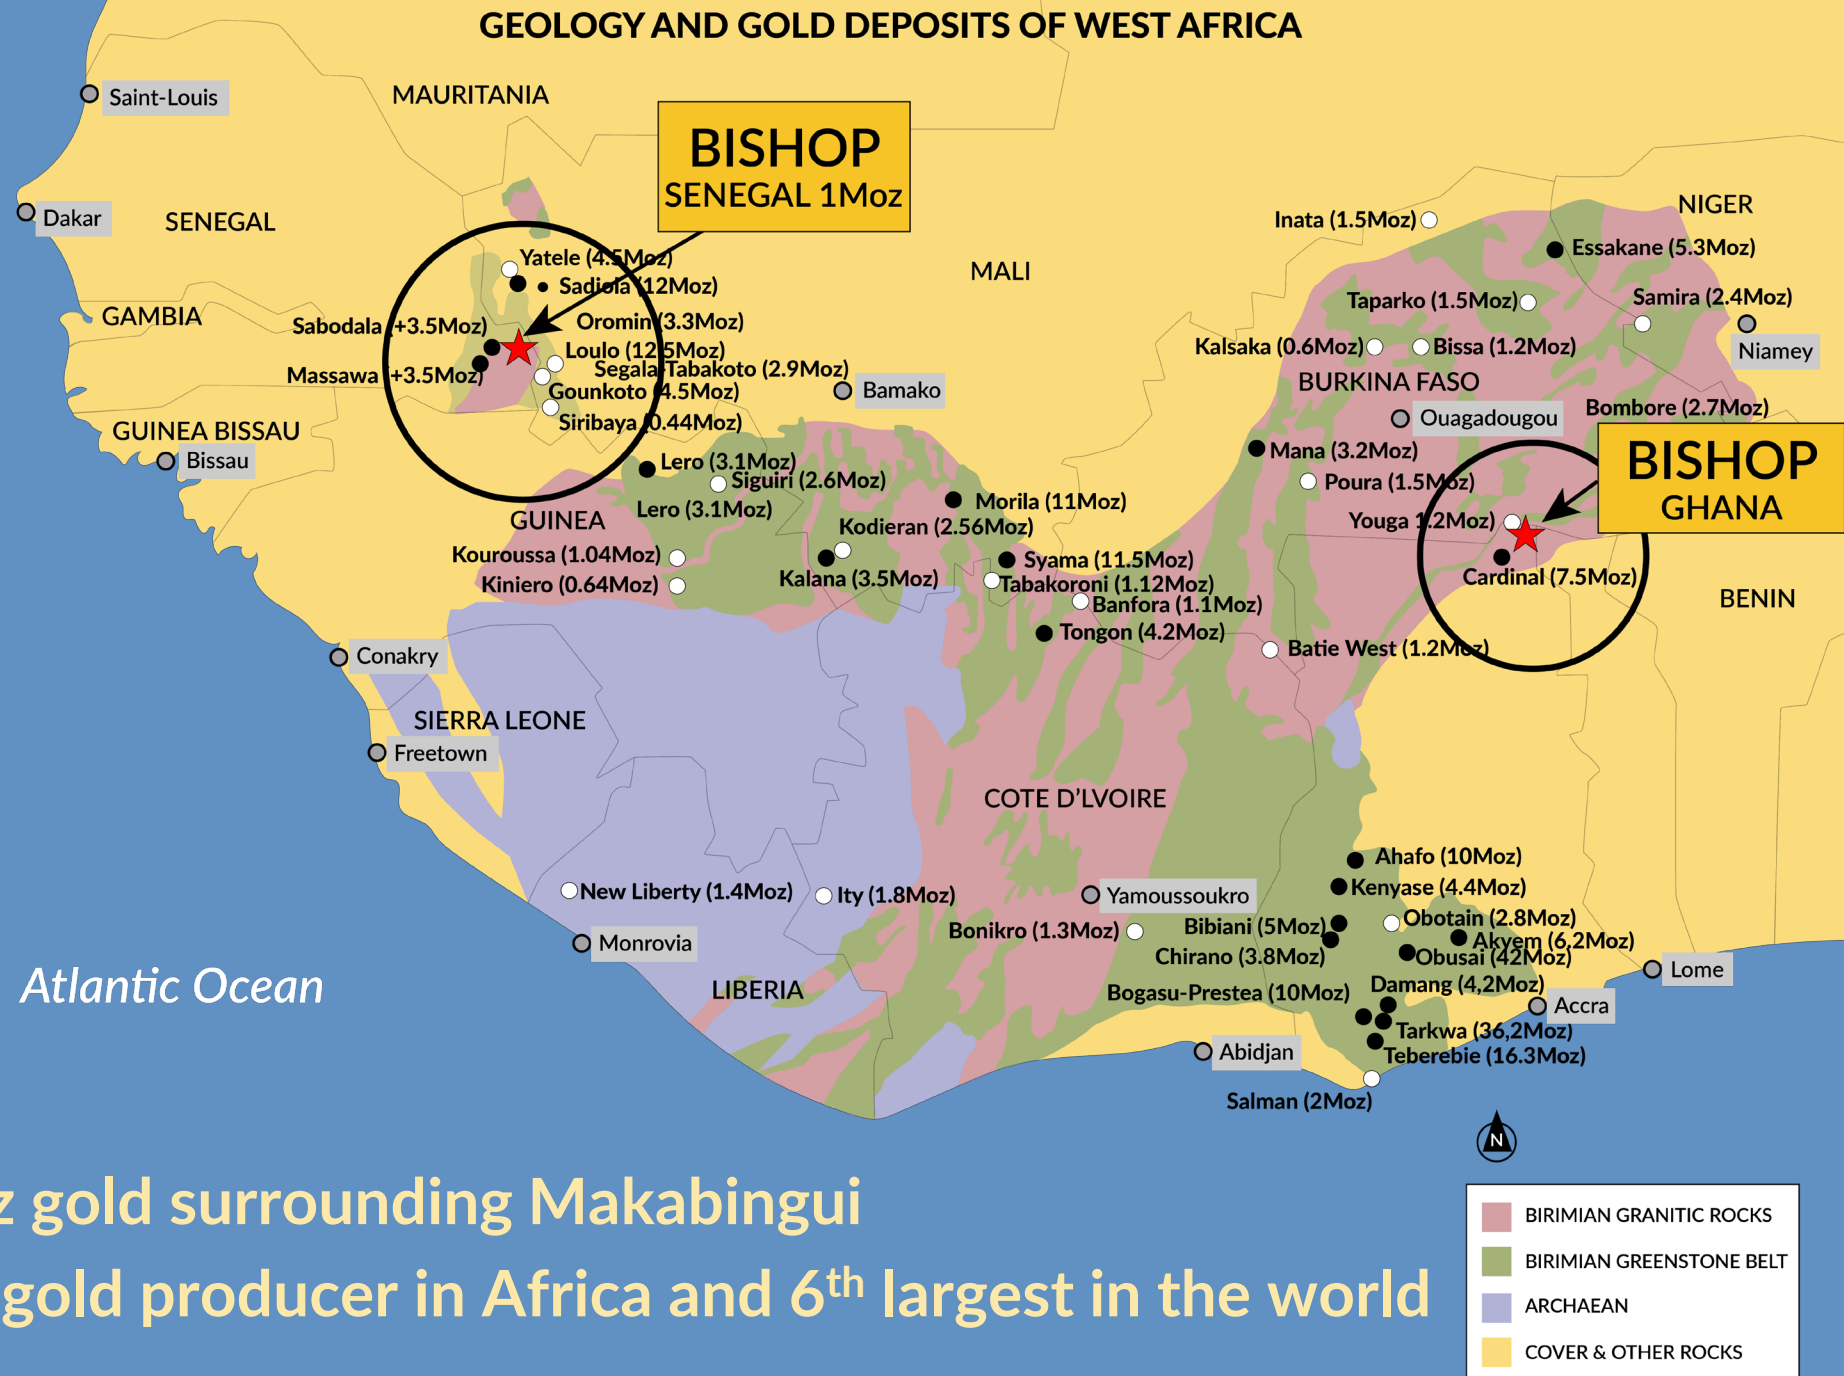 GEOLOGY AND GOLD DEPOSITS OF WEST AFRICA
Saint-Louis
MAURITANIA
BISHOP
SENEGAL 1Moz
Dakar
SENEGAL
NIGER
Inata (1.5Moz)
Essakane (5.3Moz)
Yatele (4.5Moz)
MALI
Sadiola (12Moz)
Taparko (1.5Moz)
Samira (2.4Moz)
GAMBIA
Sabodala (+3.5Moz)
Oromin (3.3Moz)
Loulo (12.5Moz)
Kalsaka (0.6Moz)
Bissa (1.2Moz)
Niamey
Segala-Tabakoto (2.9Moz)
Massawa (+3.5Moz)
BURKINA FASO
Gounkoto (4.5Moz)
Bamako
Bombore (2.7Moz)
Siribaya (0.44Moz)
Ouagadougou
GUINEA BISSAU
Bissau
Mana (3.2Moz)
BISHOP
GHANA
Lero (3.1Moz)
Siguiri (2.6Moz)
Poura (1.5Moz)
Morila (11Moz)
Lero (3.1Moz)
GUINEA
Kodieran (2.56Moz)
Youga 1.2Moz)
Kouroussa (1.04Moz)
Syama (11.5Moz)
Kalana (3.5Moz)
Cardinal (7.5Moz)
Kiniero (0.64Moz)
Tabakoroni (1.12Moz)
BENIN
Banfora (1.1Moz)
Tongon (4.2Moz)
Batie West (1.2Moz)
Conakry
SIERRA LEONE
Freetown
COTE D’LVOIRE
Ahafo (10Moz)
Kenyase (4.4Moz)
New Liberty (1.4Moz)
Ity (1.8Moz)
Yamoussoukro
Obotain (2.8Moz)
Bibiani (5Moz)
Bonikro (1.3Moz)
Akyem (6.2Moz)
Monrovia
Chirano (3.8Moz)
Obusai (42Moz)
Lome
Atlantic Ocean
LIBERIA
Damang (4,2Moz)
Bogasu-Prestea (10Moz)
Accra
Tarkwa (36,2Moz)
Abidjan
Teberebie (16.3Moz)
Salman (2Moz)
N
z gold surrounding Makabingui
gold producer in Africa and 6th largest in the world
BIRIMIAN GRANITIC ROCKS
BIRIMIAN GREENSTONE BELT
ARCHAEAN
COVER & OTHER ROCKS